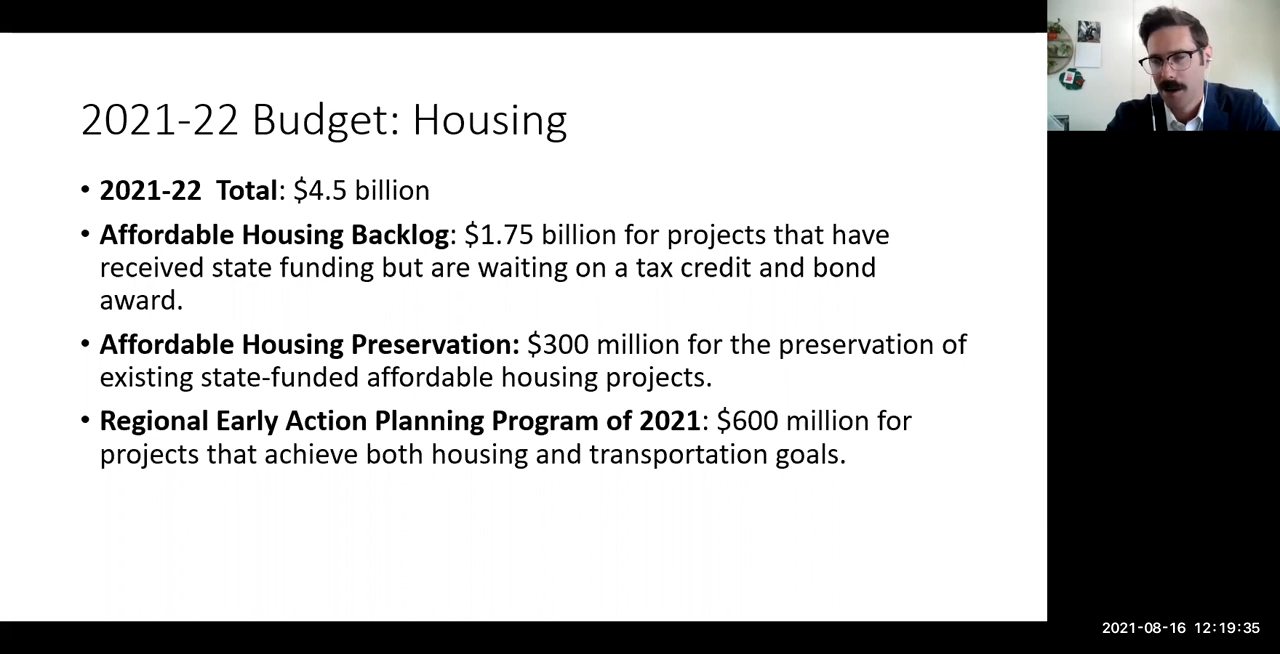 2021-22 Budget: Housing
• 2021-22 Total: $4.5 billion
• Affordable Housing Backlog: $1.75 billion for projects that have
received state funding but are waiting on a tax credit and bond
award.
• Affordable Housing Preservation: $300 million for the preservation of
existing state-funded affordable housing projects.
• Regional Early Action Planning Program of 2021: $600 million for
projects that achieve both housing and transportation goals.
2021-08-16 12:19:35